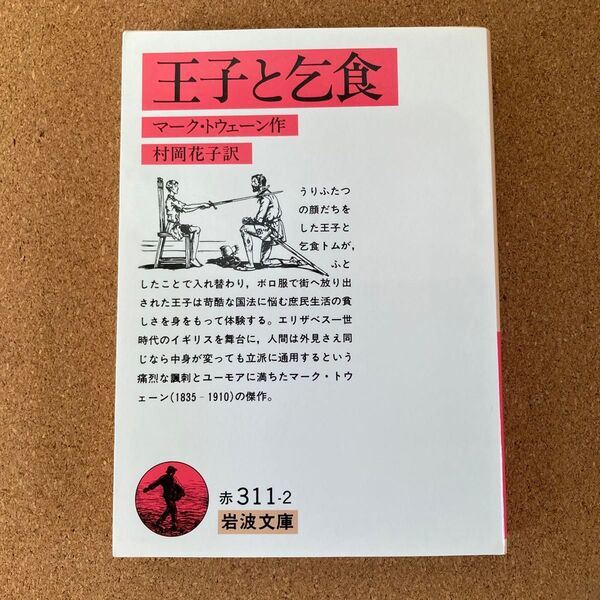 王子と乞食
マーク・トウェーン作
村岡花子訳
うりふたつ
の顔だちを
した王子と
乞食トムが,
ふと
したことで入れ替わり, ボロ服で街へ放り出
された王子は苛酷な国法に悩む庶民生活の貧
しさを身をもって体験する。エリザベス一世
時代のイギリスを舞台に, 人間は外見さえ同
じなら中身が変っても立派に通用するという
痛烈な諷刺とユーモアに満ちたマーク・トウ
ェーン(1835‐1910)の傑作。
赤311-2
岩波文庫